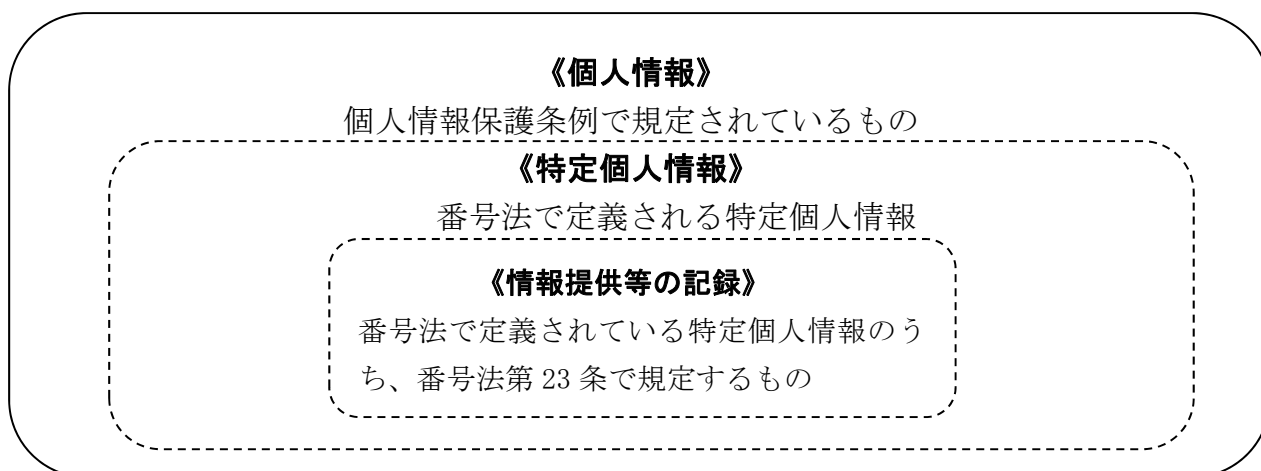 《個人情報》
個人情報保護条例で規定されているもの
《特定個人情報》
番号法で定義される特定個人情報
《情報提供等の記録》
番号法で定義されている特定個人情報のう
ち、番号法第 23 条で規定するもの